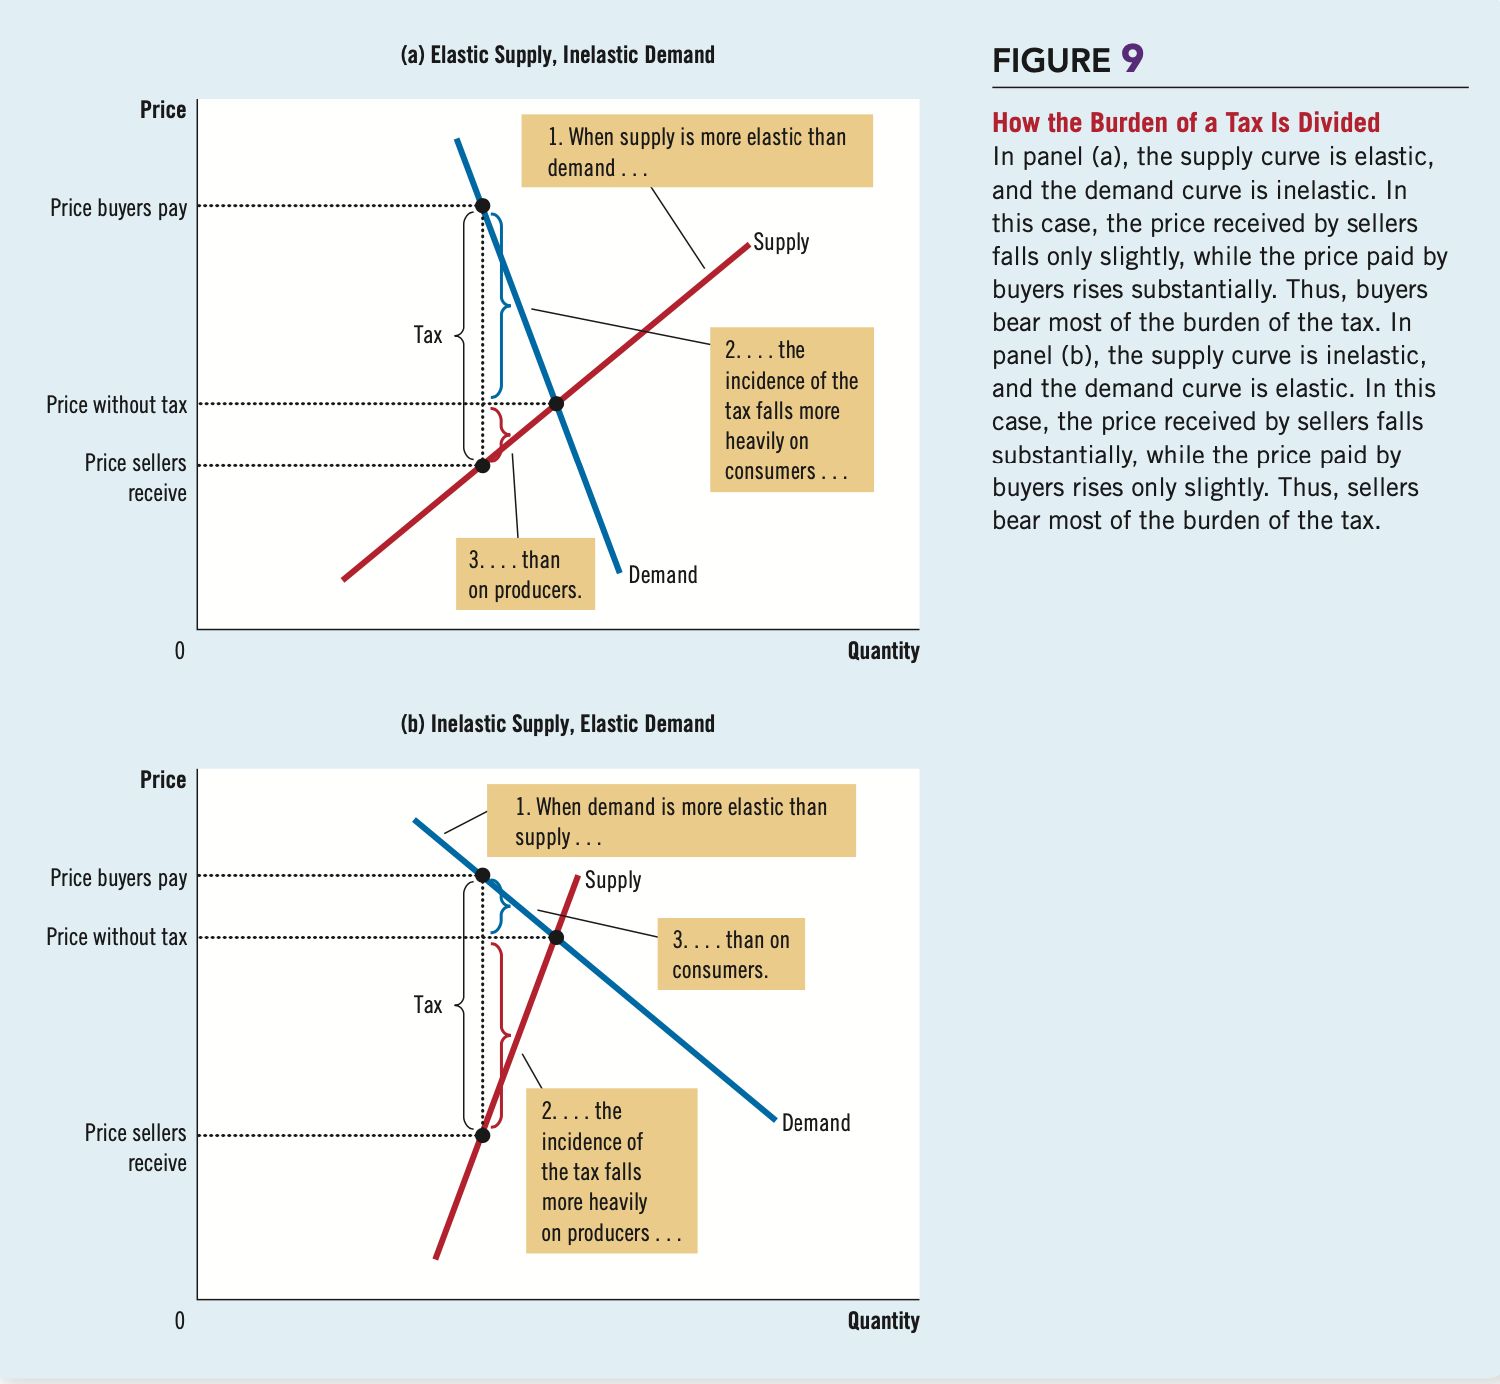 (a) Elastic Supply, Inelastic Demand
Price
1. When supply is more elastic than
demand . . .
Price buyers pay
Supply
Tax
2. . . . the
incidence of the
tax falls more
heavily on
consumers . . .
Price without tax
Price sellers
receive
3. . . . than
on producers.
Demand
0
Quantity
FIGURE 9
How the Burden of a Tax Is Divided
In panel (a), the supply curve is elastic,
and the demand curve is inelastic. In
this case, the price received by sellers
falls only slightly, while the price paid by
buyers rises substantially. Thus, buyers
bear most of the burden of the tax. In
panel (b), the supply curve is inelastic,
and the demand curve is elastic. In this
case, the price received by sellers falls
substantially, while the price paid by
buyers rises only slightly. Thus, sellers
bear most of the burden of the tax.
(b) Inelastic Supply, Elastic Demand
Price
1. When demand is more elastic than
supply . . .
Price buyers pay
Supply
Price without tax
3. . . . than on
consumers.
Tax
2. . . . the
incidence of
the tax falls
more heavily
on producers . . .
Demand
Price sellers
receive
0
Quantity